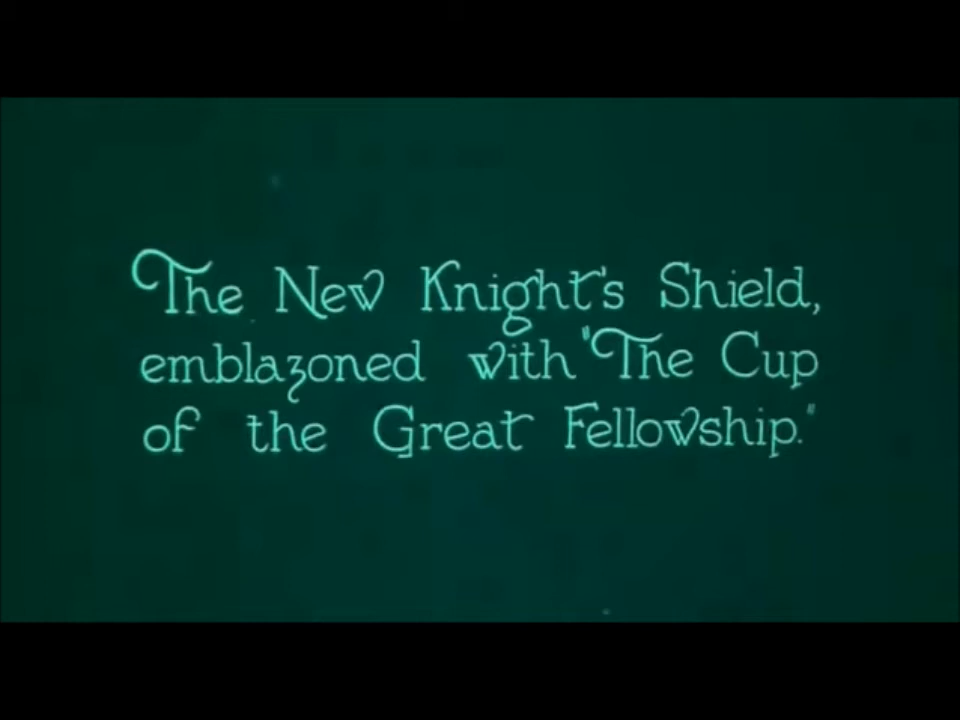 The New Knight's Shield,
emblazoned with "The Cup
of the Great Fellowship."